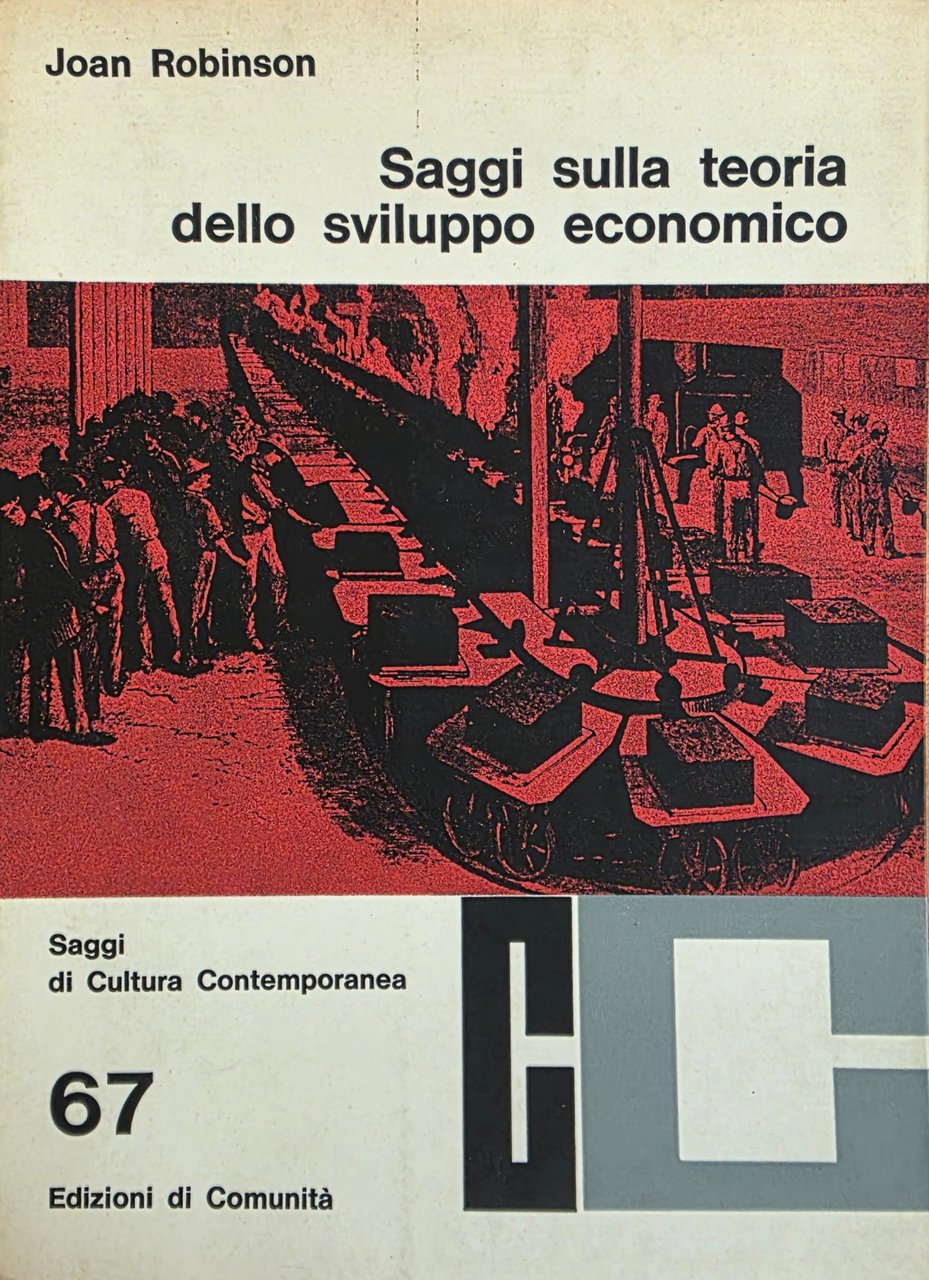 Joan Robinson
Saggi sulla teoria
dello sviluppo economico
Saggi
di Cultura Contemporanea
67
Edizioni di Comunità